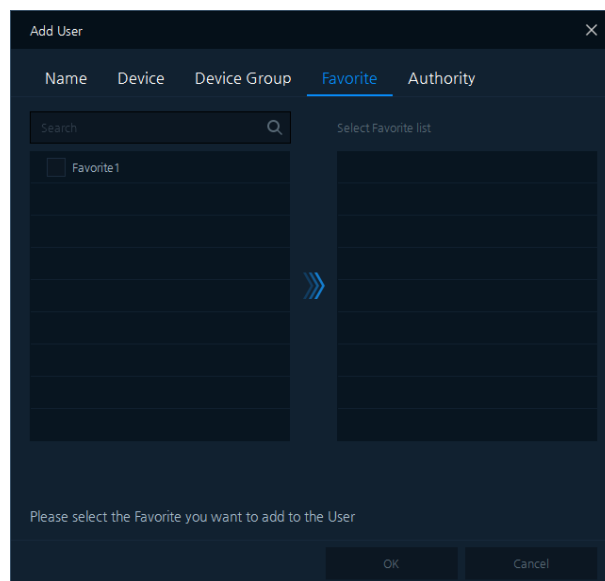 Add User
Name Device Device Group Favorite Authority
Search
Select Favorite list
Favorite1
Please select the Favorite you want to add to the User
OK Cancel